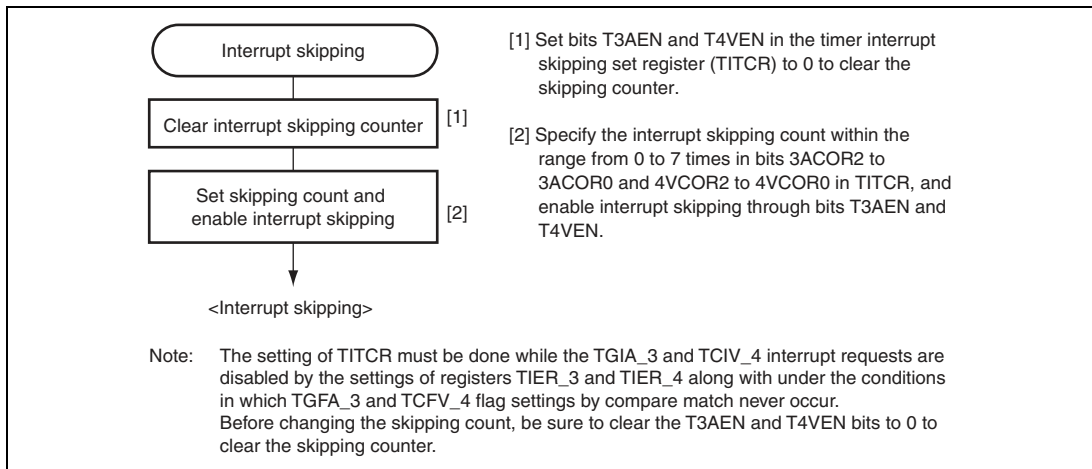 Interrupt skipping
Clear interrupt skipping counter
[1]
Set skipping count and
enable interrupt skipping
[2]
<Interrupt skipping>
[1] Set bits T3AEN and T4VEN in the timer interrupt
skipping set register (TITCR) to 0 to clear the
skipping counter.
[2] Specify the interrupt skipping count within the
range from 0 to 7 times in bits 3ACOR2 to
3ACOR0 and 4VCOR2 to 4VCOR0 in TITCR, and
enable interrupt skipping through bits T3AEN and
T4VEN.
Note: The setting of TITCR must be done while the TGIA_3 and TCIV_4 interrupt requests are
disabled by the settings of registers TIER_3 and TIER_4 along with under the conditions
in which TGFA_3 and TCFV_4 flag settings by compare match never occur.
Before changing the skipping count, be sure to clear the T3AEN and T4VEN bits to 0 to
clear the skipping counter.